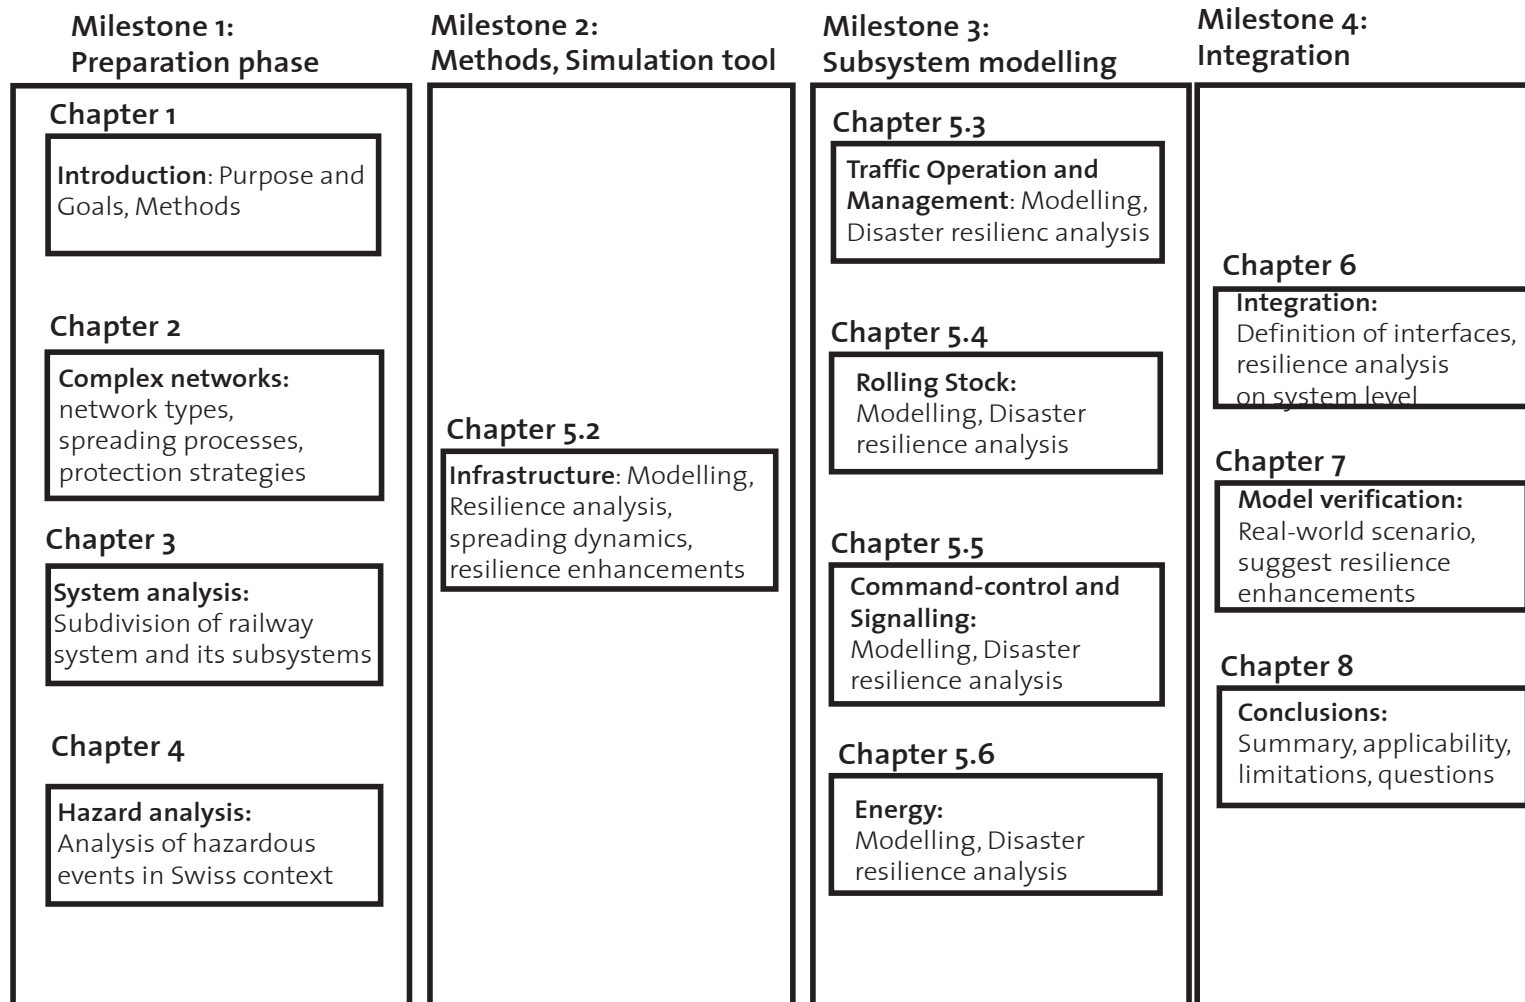 Milestone 1:
Preparation phase
Chapter 1
Introduction: Purpose and
Goals, Methods
Chapter 2
Complex networks:
network types,
spreading processes,
protection strategies
Chapter 3
System analysis:
Subdivision of railway
system and its subsystems
Chapter 4
Hazard analysis:
Analysis of hazardous
events in Swiss context
Milestone 2:
Methods, Simulation tool
Chapter 5.2
Infrastructure: Modelling,
Resilience analysis,
spreading dynamics,
resilience enhancements
Milestone 3:
Subsystem modelling
Chapter 5.3
Traffic Operation and
Management: Modelling,
Disaster resilienc analysis
Chapter 5.4
Rolling Stock:
Modelling, Disaster
resilience analysis
Chapter 5.5
Command-control and
Signalling:
Modelling, Disaster
resilience analysis
Chapter 5.6
Energy:
Modelling, Disaster
resilience analysis
Milestone 4:
Integration
Chapter 6
Integration:
Definition of interfaces,
resilience analysis
on system level
Chapter 7
Model verification:
Real-world scenario,
suggest resilience
enhancements
Chapter 8
Conclusions:
Summary, applicability,
limitations, questions